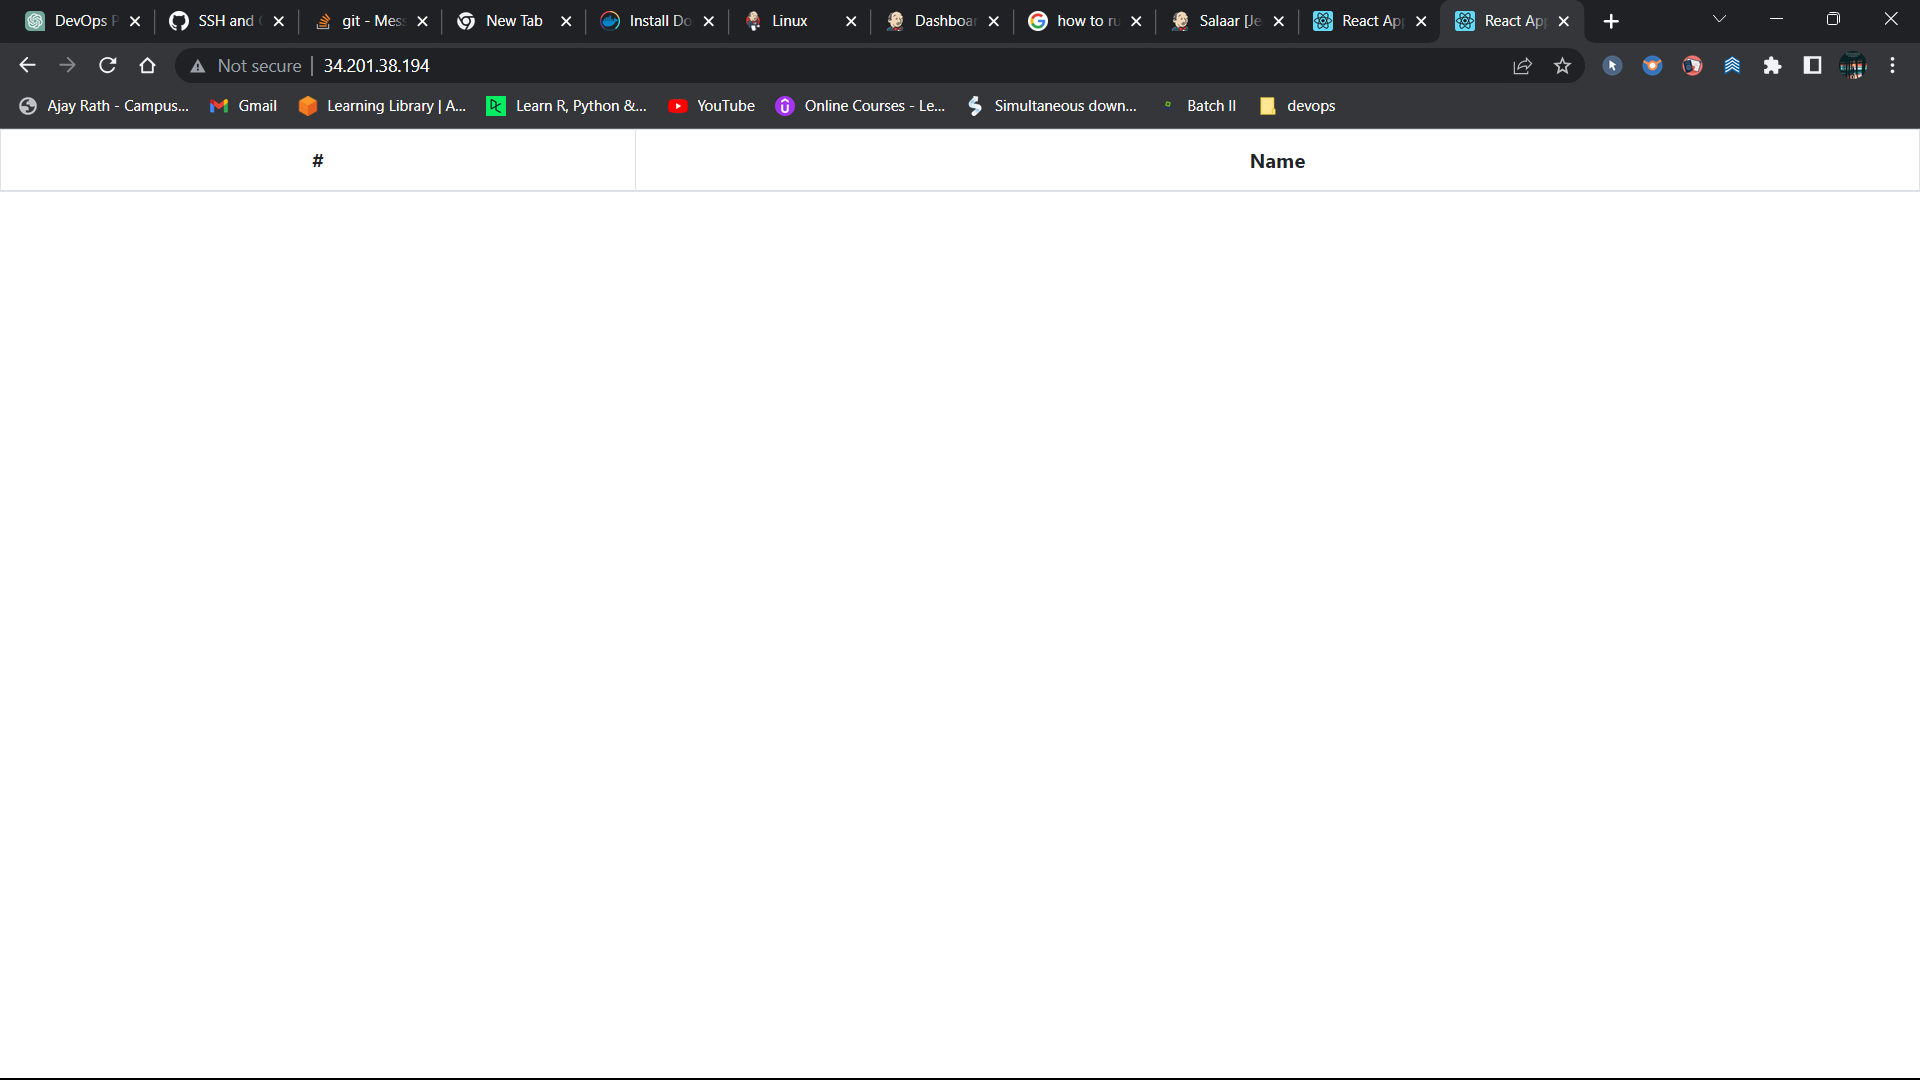 DevOps P SSH and git - Mess New Tab Install Do Linux Dashboar how to ru Salaar [Je React App React App
Not secure 34.201.38.194
Ajay Rath - Campus... Gmail Learning Library | A... Learn R, Python &... YouTube Online Courses - Le... Simultaneous down... Batch II devops
# Name